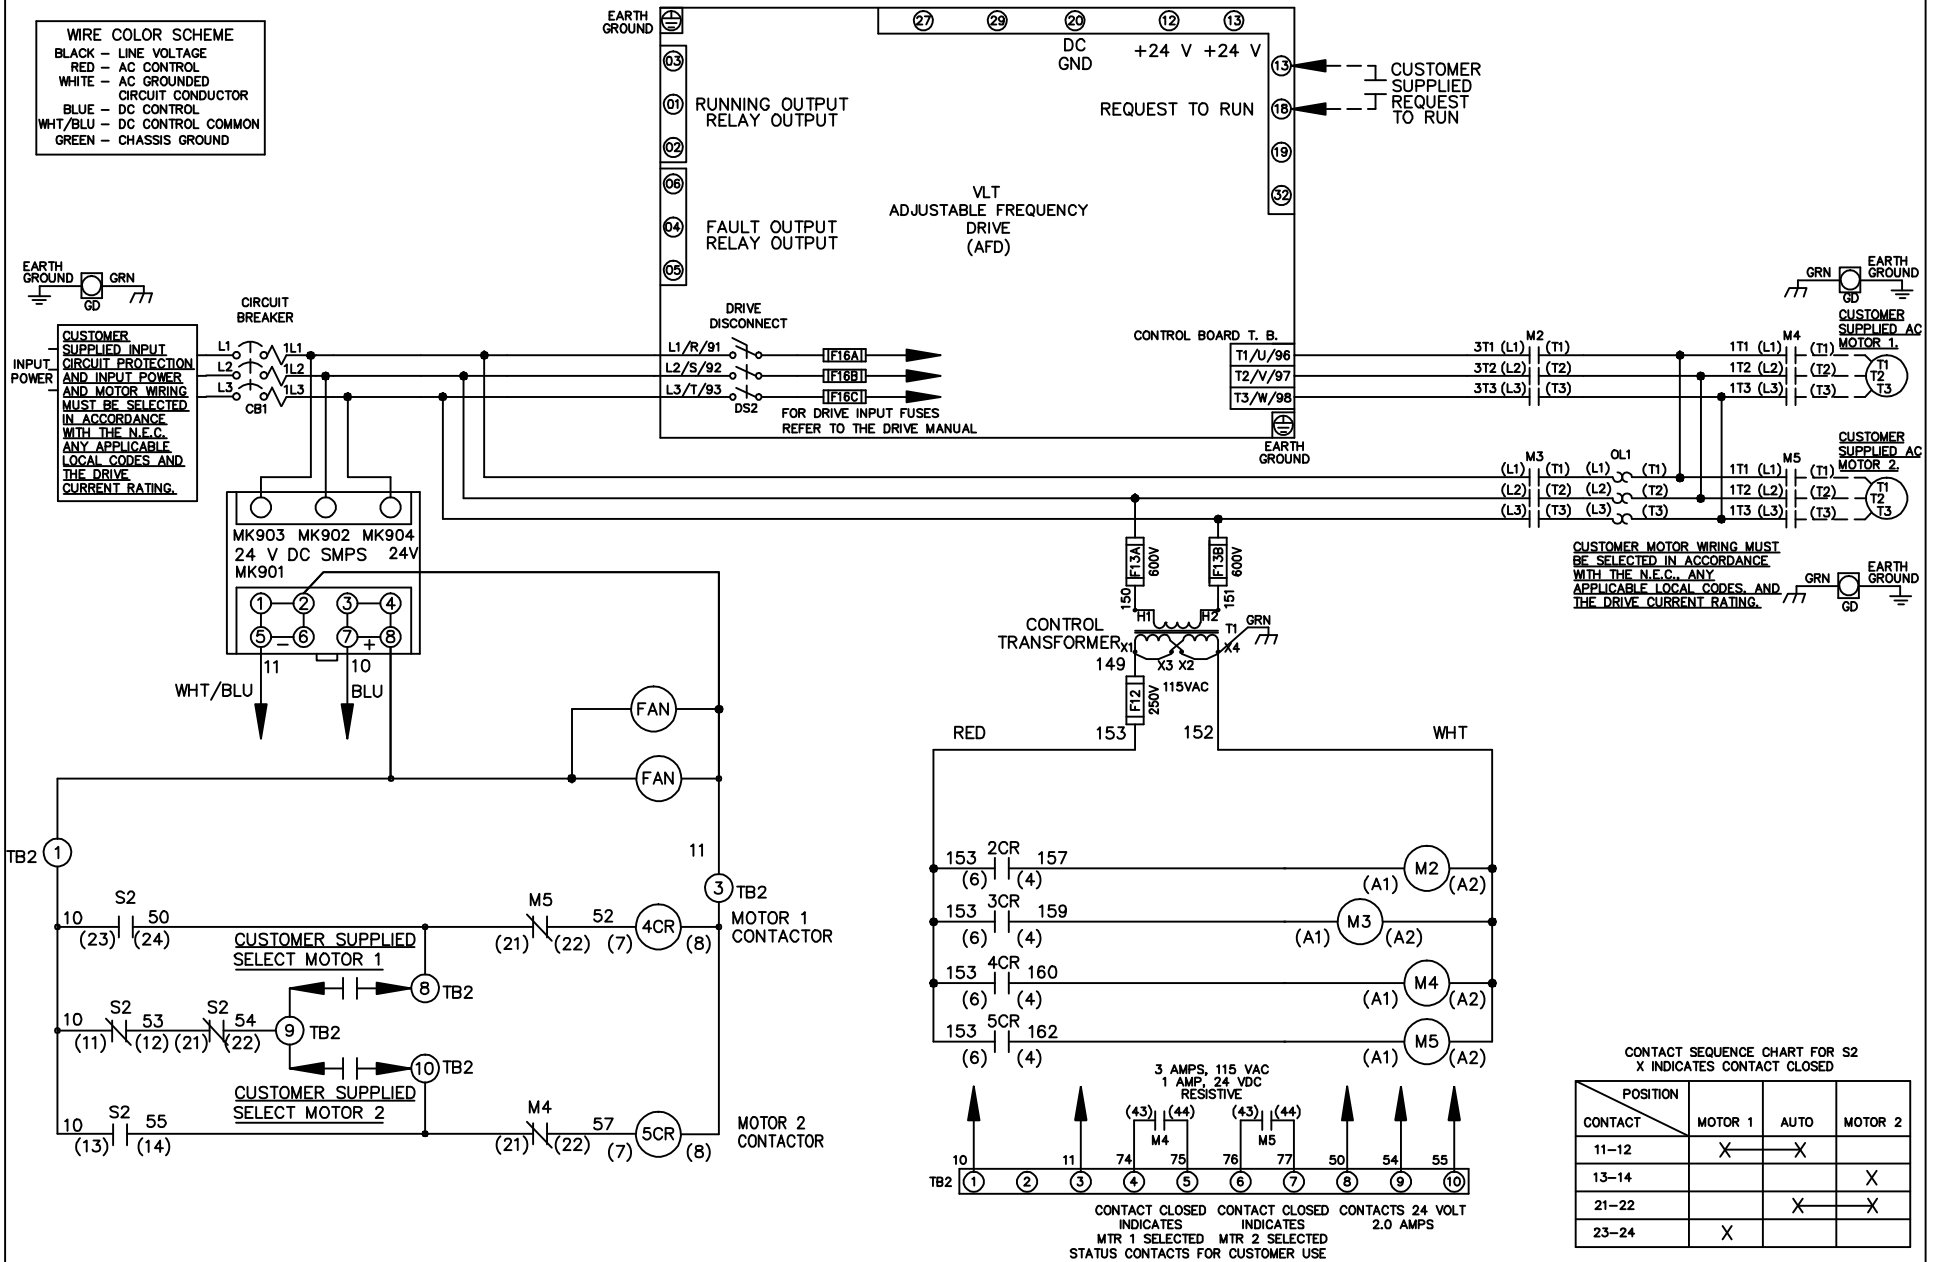 WIRE COLOR SCHEME
BLACK – LINE VOLTAGE
RED – AC CONTROL
WHITE – AC GROUNDED
CIRCUIT CONDUCTOR
BLUE – DC CONTROL
WHT/BLU – DC CONTROL COMMON
GREEN – CHASSIS GROUND
EARTH
GROUND
27 29 20 12 13
DC
GND
+24 V +24 V
03
01
02
RUNNING OUTPUT
RELAY OUTPUT
06
04
05
FAULT OUTPUT
RELAY OUTPUT
VLT
ADJUSTABLE FREQUENCY
DRIVE
(AFD)
REQUEST TO RUN
13
18
19
32
CUSTOMER
SUPPLIED
REQUEST
TO RUN
EARTH
GROUND
GRN
GD
CIRCUIT
BREAKER
INPUT
POWER
CUSTOMER
SUPPLIED INPUT
CIRCUIT PROTECTION
AND INPUT POWER
AND MOTOR WIRING
MUST BE SELECTED
IN ACCORDANCE
WITH THE N.E.C.
ANY APPLICABLE
LOCAL CODES AND
THE DRIVE
CURRENT RATING.
L1 1L1
L2 1L2
L3 1L3
CB1
DRIVE
DISCONNECT
L1/R/91 F16A
L2/S/92 F16B
L3/T/93 F16C
DS2
FOR DRIVE INPUT FUSES
REFER TO THE DRIVE MANUAL
CONTROL BOARD T. B.
T1/U/96
T2/V/97
T3/W/98
EARTH
GROUND
M2
3T1 (L1) (T1)
3T2 (L2) (T2)
3T3 (L3) (T3)
M4
1T1 (L1) (T1)
1T2 (L2) (T2)
1T3 (L3) (T3)
T1
T2
T3
GRN
GD
EARTH
GROUND
CUSTOMER
SUPPLIED AC
MOTOR 1.
M3 OL1
(L1) (T1) (L1) (T1)
(L2) (T2) (L2) (T2)
(L3) (T3) (L3) (T3)
M5
1T1 (L1) (T1)
1T2 (L2) (T2)
1T3 (L3) (T3)
T1
T2
T3
CUSTOMER
SUPPLIED AC
MOTOR 2.
CUSTOMER MOTOR WIRING MUST
BE SELECTED IN ACCORDANCE
WITH THE N.E.C., ANY
APPLICABLE LOCAL CODES, AND
THE DRIVE CURRENT RATING.
GRN
GD
EARTH
GROUND
MK903 MK902 MK904
24 V DC SMPS 24V
MK901
1 2 3 4
5 – 6 7 + 8
11 10
WHT/BLU BLU
FAN
FAN
F13A
600V
F13B
600V
150 151
H1 H2
CONTROL
TRANSFORMER
T1
GRN
X1 X3 X2 X4
149
115VAC
F12
250V
153 152
RED WHT
TB2 1
11
3 TB2
S2
10 50
(23) (24)
M5
(21) (22)
52
(7) 4CR (8)
MOTOR 1
CONTACTOR
CUSTOMER SUPPLIED
SELECT MOTOR 1
8 TB2
S2 S2
10 53 54
(11) (12) (21) (22)
9 TB2
10 TB2
CUSTOMER SUPPLIED
SELECT MOTOR 2
S2
10 55
(13) (14)
M4
(21) (22)
57
(7) 5CR (8)
MOTOR 2
CONTACTOR
153 2CR 157
(6) (4)
(A1) M2 (A2)
153 3CR 159
(6) (4)
(A1) M3 (A2)
153 4CR 160
(6) (4)
(A1) M4 (A2)
153 5CR 162
(6) (4)
(A1) M5 (A2)
3 AMPS, 115 VAC
1 AMP, 24 VDC
RESISTIVE
(43) (44) (43) (44)
M4 M5
10 11 74 75 76 77 50 54 55
TB2 1 2 3 4 5 6 7 8 9 10
CONTACT CLOSED
INDICATES
MTR 1 SELECTED
CONTACT CLOSED
INDICATES
MTR 2 SELECTED
STATUS CONTACTS FOR CUSTOMER USE
CONTACTS 24 VOLT
2.0 AMPS
CONTACT SEQUENCE CHART FOR S2
X INDICATES CONTACT CLOSED
POSITION
CONTACT MOTOR 1 AUTO MOTOR 2
11–12 X X
13–14 X
21–22 X X
23–24 X